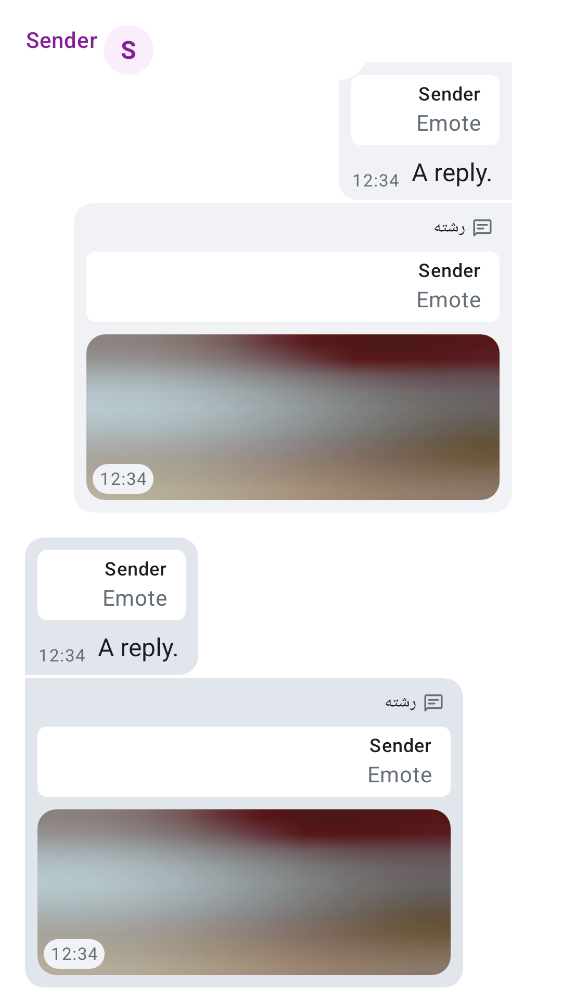 Sender S
Sender
Emote
12:34 A reply.
رشته
Sender
Emote
12:34
Sender
Emote
12:34 A reply.
رشته
Sender
Emote
12:34